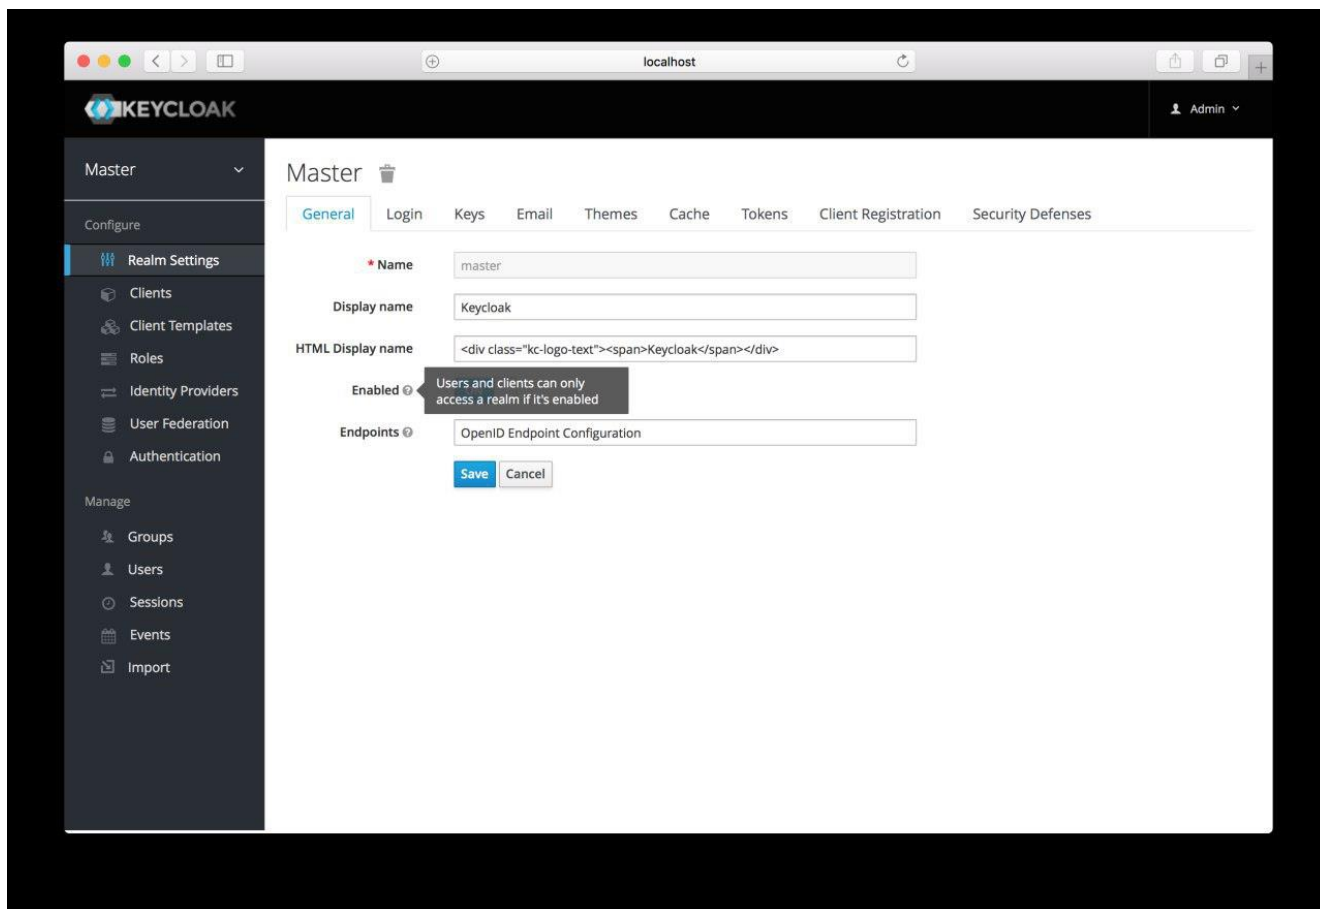 localhost
KEYCLOAK
Admin
Master
Configure
Realm Settings
Clients
Client Templates
Roles
Identity Providers
User Federation
Authentication
Manage
Groups
Users
Sessions
Events
Import
Master
General Login Keys Email Themes Cache Tokens Client Registration Security Defenses
* Name master
Display name Keycloak
HTML Display name <div class="kc-logo-text"><span>Keycloak</span></div>
Enabled
Users and clients can only
access a realm if it's enabled
Endpoints OpenID Endpoint Configuration
Save Cancel